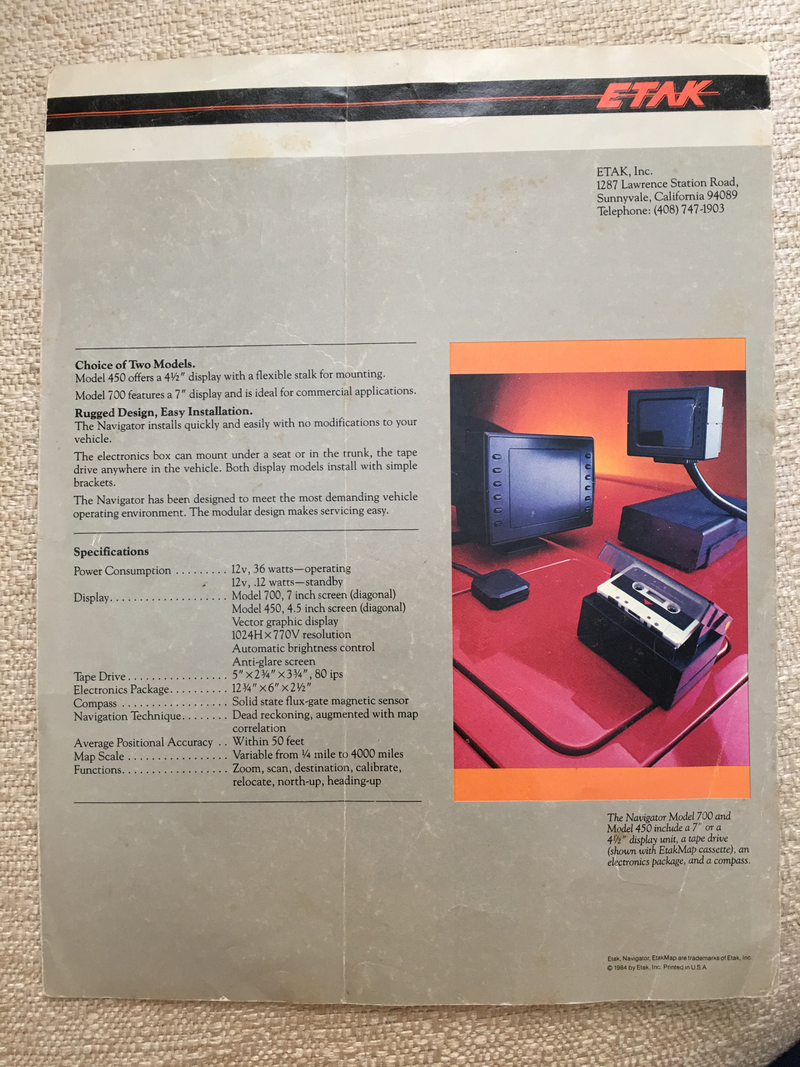 ETAK
ETAK, Inc.
1287 Lawrence Station Road,
Sunnyvale, California 94089
Telephone: (408) 747-1903
Choice of Two Models.
Model 450 offers a 4½" display with a flexible stalk for mounting.
Model 700 features a 7" display and is ideal for commercial applications.
Rugged Design, Easy Installation.
The Navigator installs quickly and easily with no modifications to your
vehicle.
The electronics box can mount under a seat or in the trunk, the tape
drive anywhere in the vehicle. Both display models install with simple
brackets.
The Navigator has been designed to meet the most demanding vehicle
operating environment. The modular design makes servicing easy.
Specifications
Power Consumption . . . . . . . . . 12v, 36 watts—operating
12v, .12 watts—standby
Display. . . . . . . . . . . . . . . . . . Model 700, 7 inch screen (diagonal)
Model 450, 4.5 inch screen (diagonal)
Vector graphic display
1024H×770V resolution
Automatic brightness control
Anti-glare screen
Tape Drive . . . . . . . . . . . . . . . 5"×2¾"×3¾", 80 ips
Electronics Package. . . . . . . . . 12¾"×6"×2½"
Compass . . . . . . . . . . . . . . . . Solid state flux-gate magnetic sensor
Navigation Technique. . . . . . . Dead reckoning, augmented with map
correlation
Average Positional Accuracy . . Within 50 feet
Map Scale . . . . . . . . . . . . . . . Variable from ¼ mile to 4000 miles
Functions. . . . . . . . . . . . . . . . Zoom, scan, destination, calibrate,
relocate, north-up, heading-up
The Navigator Model 700 and
Model 450 include a 7" or a
4½" display unit, a tape drive
(shown with EtakMap cassette), an
electronics package, and a compass.
Etak, Navigator, EtakMap are trademarks of Etak, Inc.
© 1984 by Etak, Inc. Printed in U.S.A.